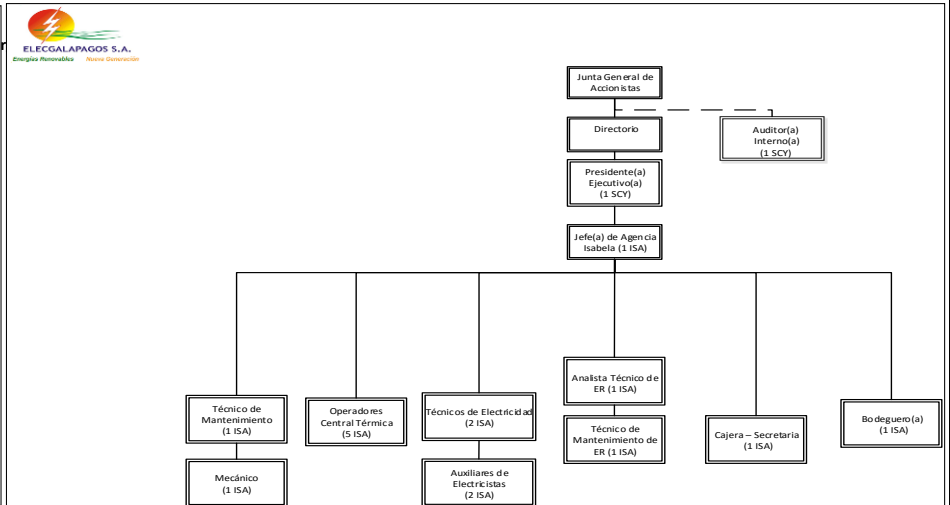 r
ELECGALAPAGOS S.A.
Energías Renovables Nueva Generación
Junta General de
Accionistas
Directorio
Auditor(a)
Interno(a)
(1 SCY)
Presidente(a)
Ejecutivo(a)
(1 SCY)
Jefe(a) de Agencia
Isabela (1 ISA)
Técnico de
Mantenimiento
(1 ISA)
Mecánico
(1 ISA)
Operadores
Central Térmica
(5 ISA)
Técnicos de Electricidad
(2 ISA)
Auxiliares de
Electricistas
(2 ISA)
Analista Técnico de
ER (1 ISA)
Técnico de
Mantenimiento de
ER (1 ISA)
Cajera – Secretaria
(1 ISA)
Bodeguero(a)
(1 ISA)